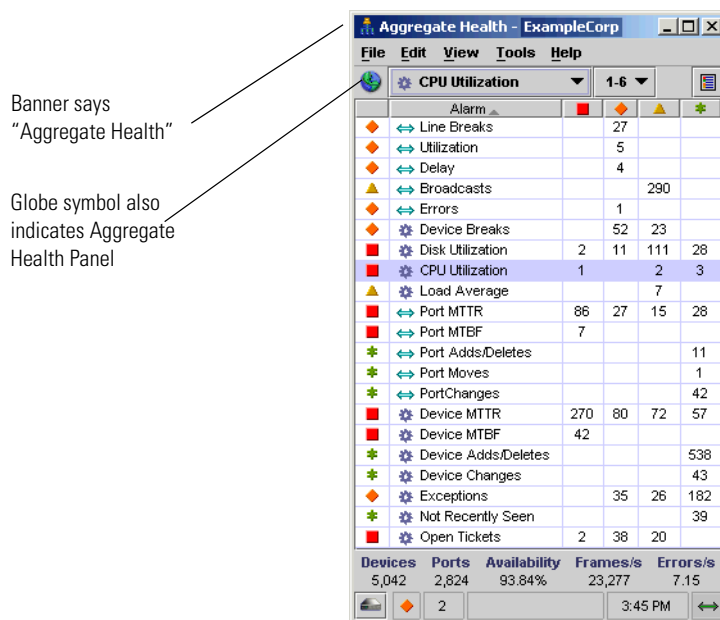 Banner says
“Aggregate Health”
Globe symbol also
indicates Aggregate
Health Panel
Aggregate Health - ExampleCorp
File Edit View Tools Help
CPU Utilization 1-6
Alarm
Line Breaks 27
Utilization 5
Delay 4
Broadcasts 290
Errors 1
Device Breaks 52 23
Disk Utilization 2 11 111 28
CPU Utilization 1 2 3
Load Average 7
Port MTTR 86 27 15 28
Port MTBF 7
Port Adds/Deletes 11
Port Moves 1
PortChanges 42
Device MTTR 270 80 72 57
Device MTBF 42
Device Adds/Deletes 538
Device Changes 43
Exceptions 35 26 182
Not Recently Seen 39
Open Tickets 2 38 20
Devices Ports Availability Frames/s Errors/s
5,042 2,824 93.84% 23,277 7.15
2 3:45 PM